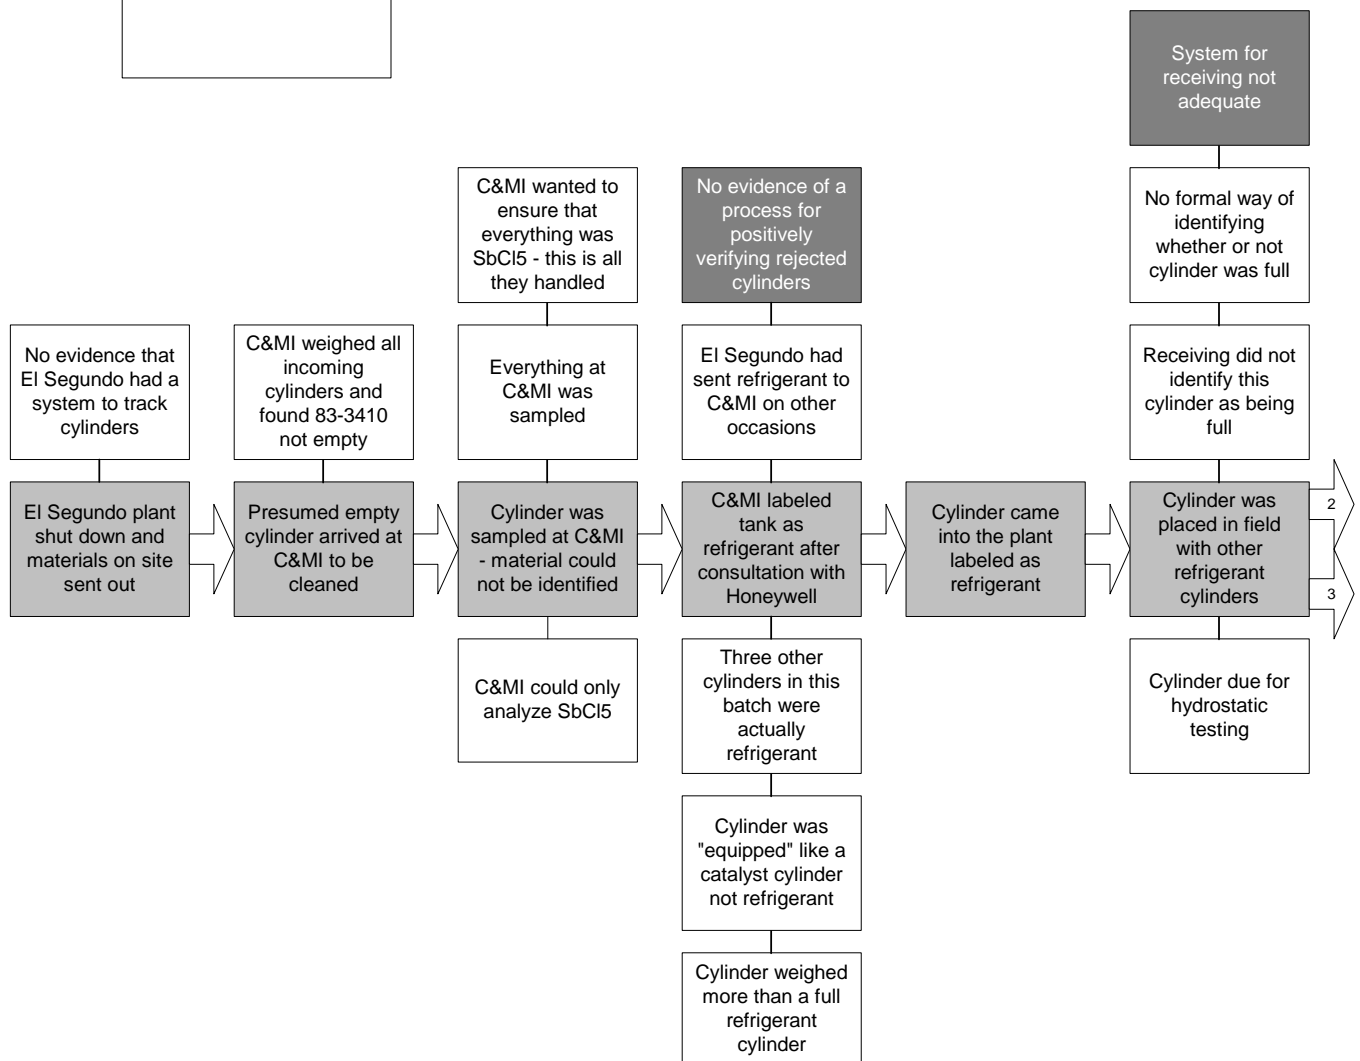 System for
receiving not
adequate
C&MI wanted to
ensure that
everything was
SbCl5 - this is all
they handled
No evidence of a
process for
positively
verifying rejected
cylinders
No formal way of
identifying
whether or not
cylinder was full
No evidence that
El Segundo had a
system to track
cylinders
C&MI weighed all
incoming
cylinders and
found 83-3410
not empty
Everything at
C&MI was
sampled
El Segundo had
sent refrigerant to
C&MI on other
occasions
Receiving did not
identify this
cylinder as being
full
El Segundo plant
shut down and
materials on site
sent out
Presumed empty
cylinder arrived at
C&MI to be
cleaned
Cylinder was
sampled at C&MI
- material could
not be identified
C&MI labeled
tank as
refrigerant after
consultation with
Honeywell
Cylinder came
into the plant
labeled as
refrigerant
Cylinder was
placed in field
with other
refrigerant
cylinders
2
3
C&MI could only
analyze SbCl5
Three other
cylinders in this
batch were
actually
refrigerant
Cylinder due for
hydrostatic
testing
Cylinder was
"equipped" like a
catalyst cylinder
not refrigerant
Cylinder weighed
more than a full
refrigerant
cylinder